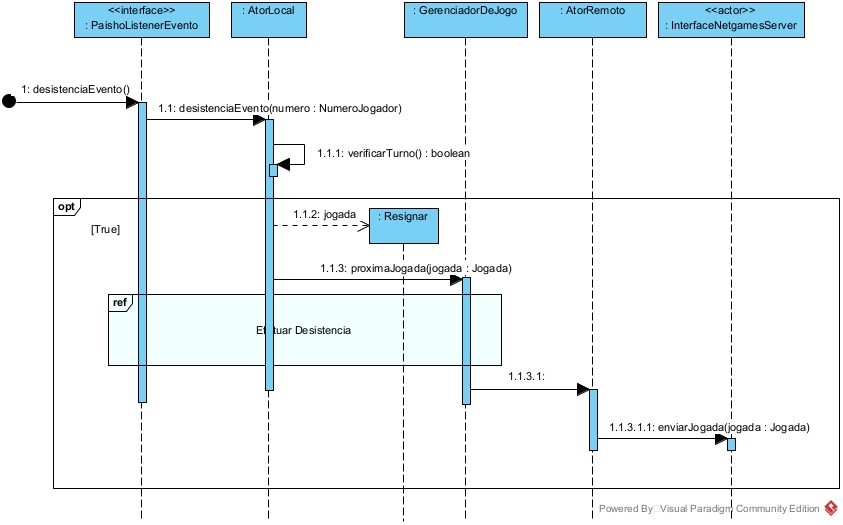 <<interface>>
: PaishoListenerEvento
: AtorLocal
: GerenciadorDeJogo
: AtorRemoto
<<actor>>
: InterfaceNetgamesServer
1: desistenciaEvento()
1.1: desistenciaEvento(numero : NumeroJogador)
1.1.1: verificarTurno() : boolean
opt
[True]
1.1.2: jogada
: Resignar
1.1.3: proximaJogada(jogada : Jogada)
ref
Efetuar Desistencia
1.1.3.1:
1.1.3.1.1: enviarJogada(jogada : Jogada)
Powered By Visual Paradigm Community Edition